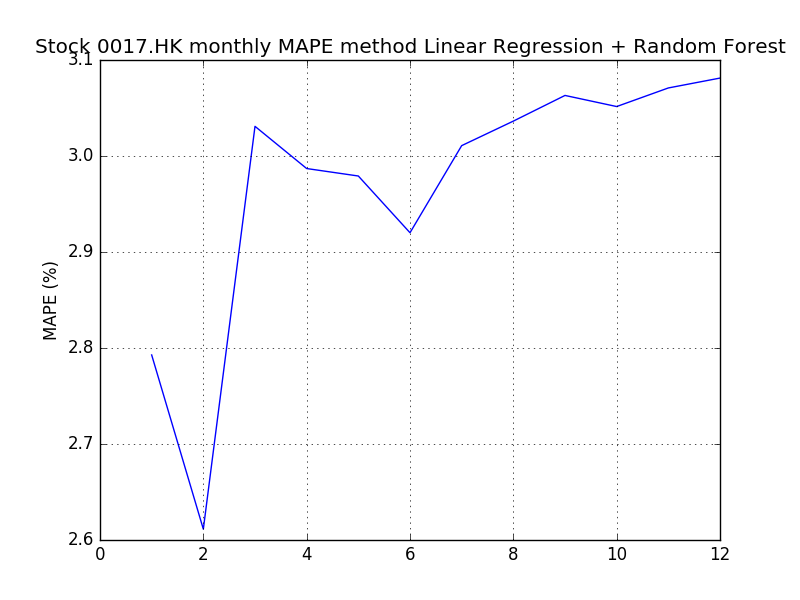 Stock 0017.HK monthly MAPE method Linear Regression + Random Forest
3.1
3.0
2.9
2.8
2.7
2.6
MAPE (%)
0 2 4 6 8 10 12